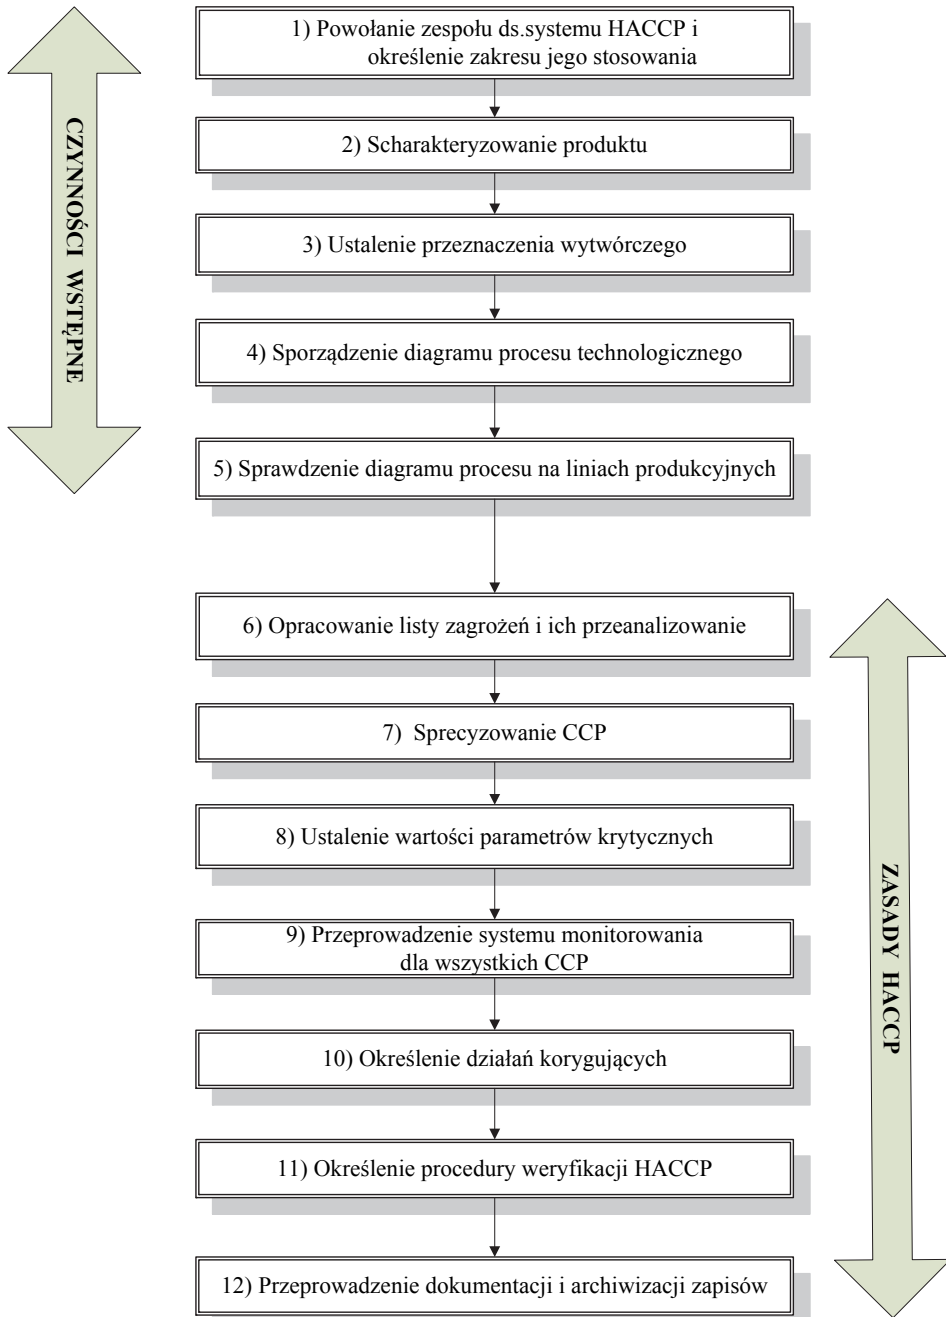 1) Powołanie zespołu ds.systemu HACCP i
określenie zakresu jego stosowania
2) Scharakteryzowanie produktu
3) Ustalenie przeznaczenia wytwórczego
4) Sporządzenie diagramu procesu technologicznego
5) Sprawdzenie diagramu procesu na liniach produkcyjnych
CZYNNOŚCI WSTĘPNE
6) Opracowanie listy zagrożeń i ich przeanalizowanie
7) Sprecyzowanie CCP
8) Ustalenie wartości parametrów krytycznych
9) Przeprowadzenie systemu monitorowania
dla wszystkich CCP
10) Określenie działań korygujących
11) Określenie procedury weryfikacji HACCP
12) Przeprowadzenie dokumentacji i archiwizacji zapisów
ZASADY HACCP